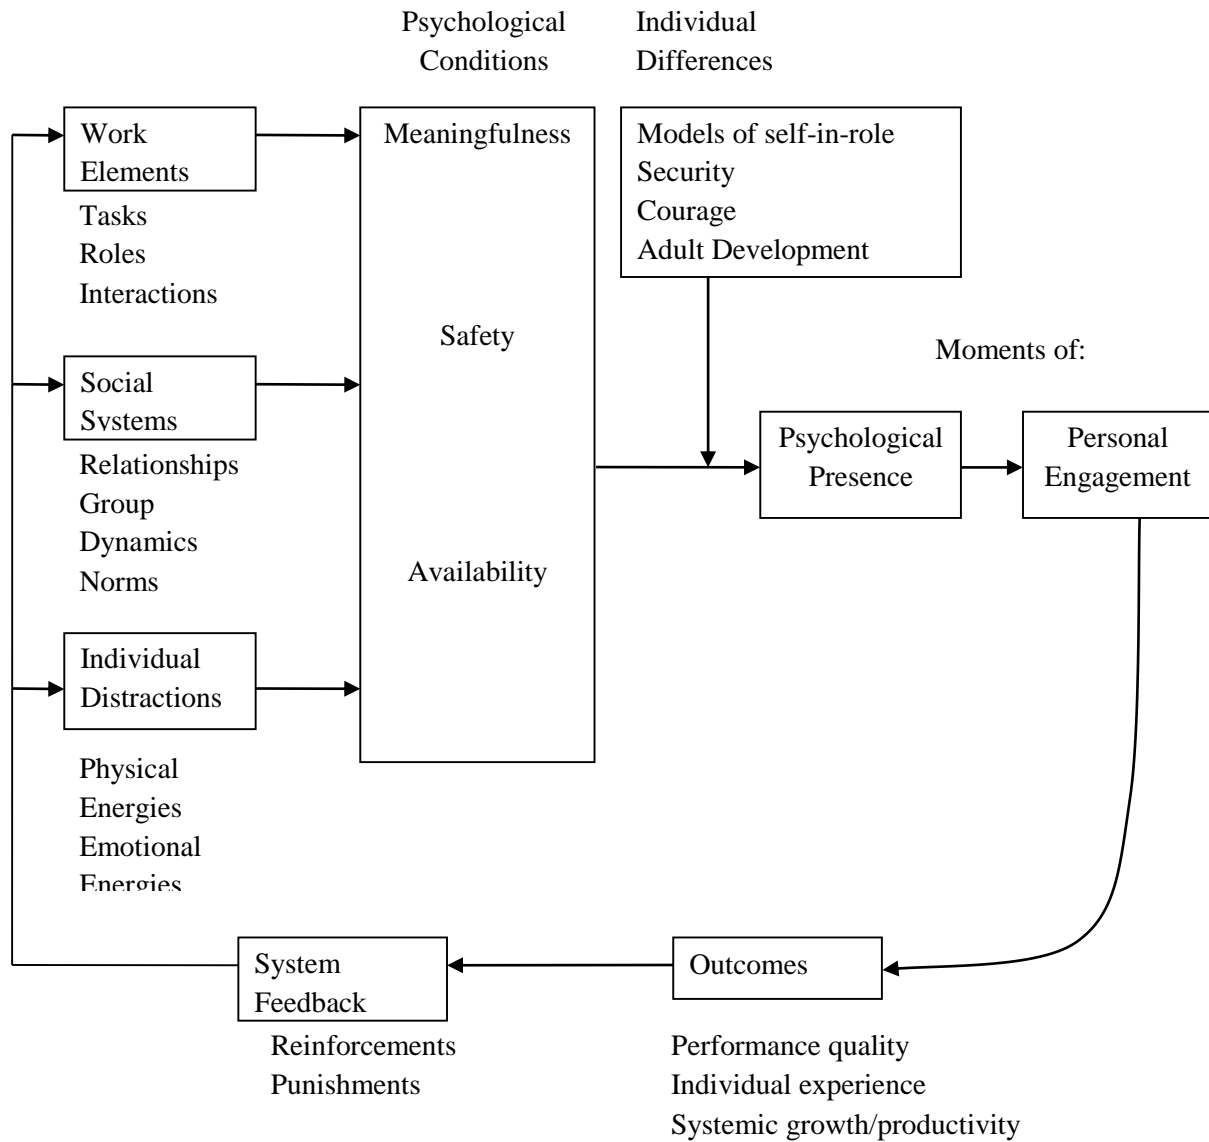 Psychological
Conditions
Individual
Differences
Work
Elements
Tasks
Roles
Interactions
Meaningfulness
Safety
Availability
Models of self-in-role
Security
Courage
Adult Development
Social
Systems
Relationships
Group
Dynamics
Norms
Moments of:
Psychological
Presence
Personal
Engagement
Individual
Distractions
Physical
Energies
Emotional
Energies
System
Feedback
Reinforcements
Punishments
Outcomes
Performance quality
Individual experience
Systemic growth/productivity